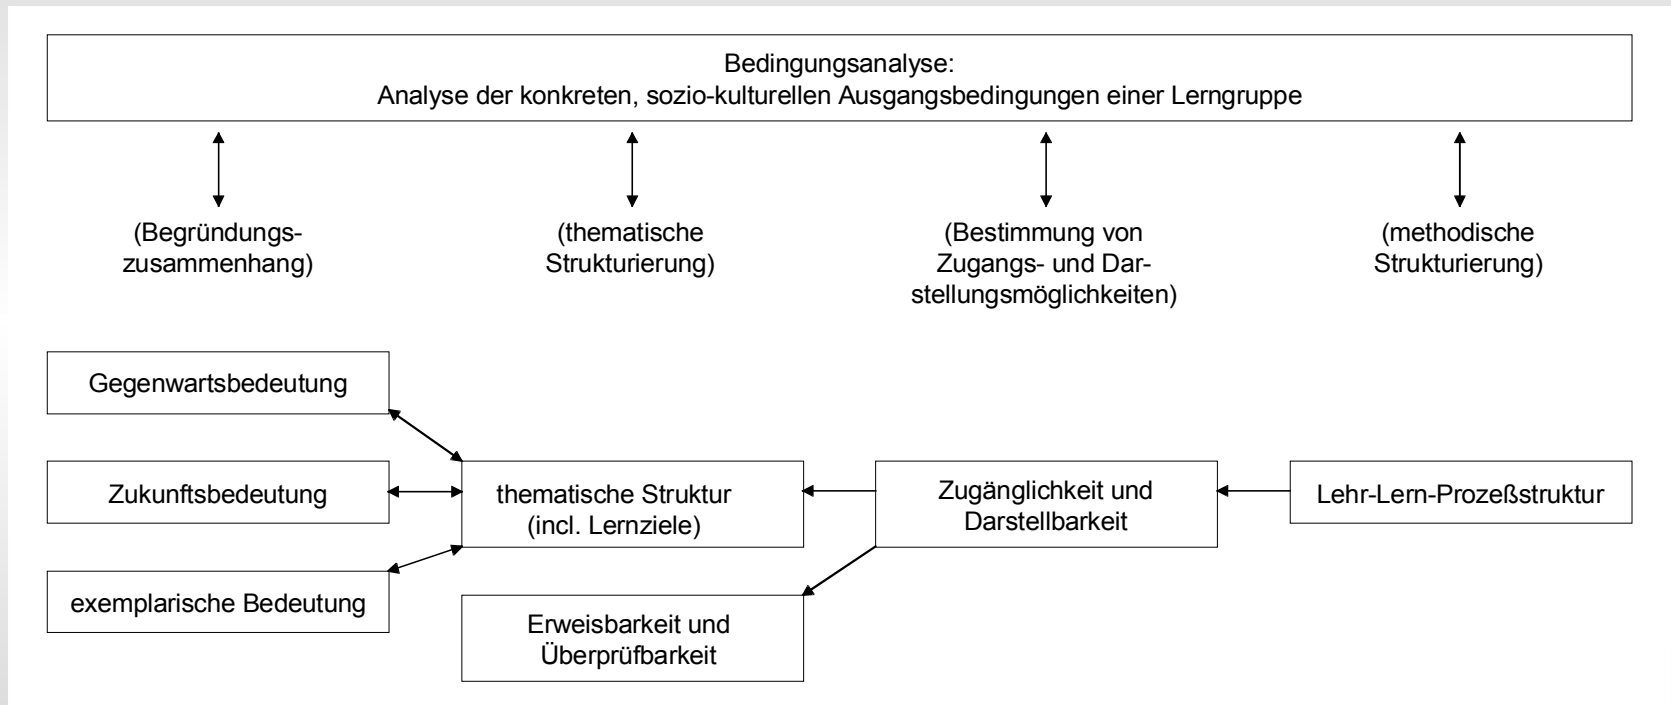 Bedingungsanalyse:
Analyse der konkreten, sozio-kulturellen Ausgangsbedingungen einer Lerngruppe
(Begründungs-
zusammenhang)
(thematische
Strukturierung)
(Bestimmung von
Zugangs- und Dar-
stellungsmöglichkeiten)
(methodische
Strukturierung)
Gegenwartsbedeutung
Zukunftsbedeutung
exemplarische Bedeutung
thematische Struktur
(incl. Lernziele)
Erweisbarkeit und
Überprüfbarkeit
Zugänglichkeit und
Darstellbarkeit
Lehr-Lern-Prozeßstruktur